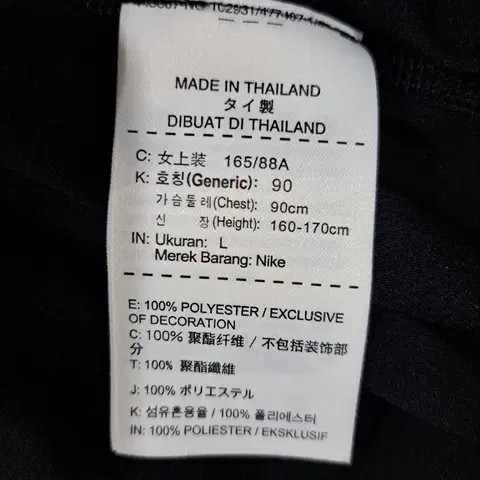 MADE IN THAILAND
タイ製
DIBUAT DI THAILAND
C: 女上装 165/88A
K: 호칭(Generic): 90
가슴둘레(Chest): 90cm
신 장(Height): 160-170cm
IN: Ukuran: L
Merek Barang: Nike
E: 100% POLYESTER / EXCLUSIVE
OF DECORATION
C: 100% 聚酯纤维 / 不包括装饰部
分
T: 100% 聚酯纖維
J: 100% ポリエステル
K: 섬유혼용율 / 100% 폴리에스터
IN: 100% POLIESTER / EKSKLUSIF